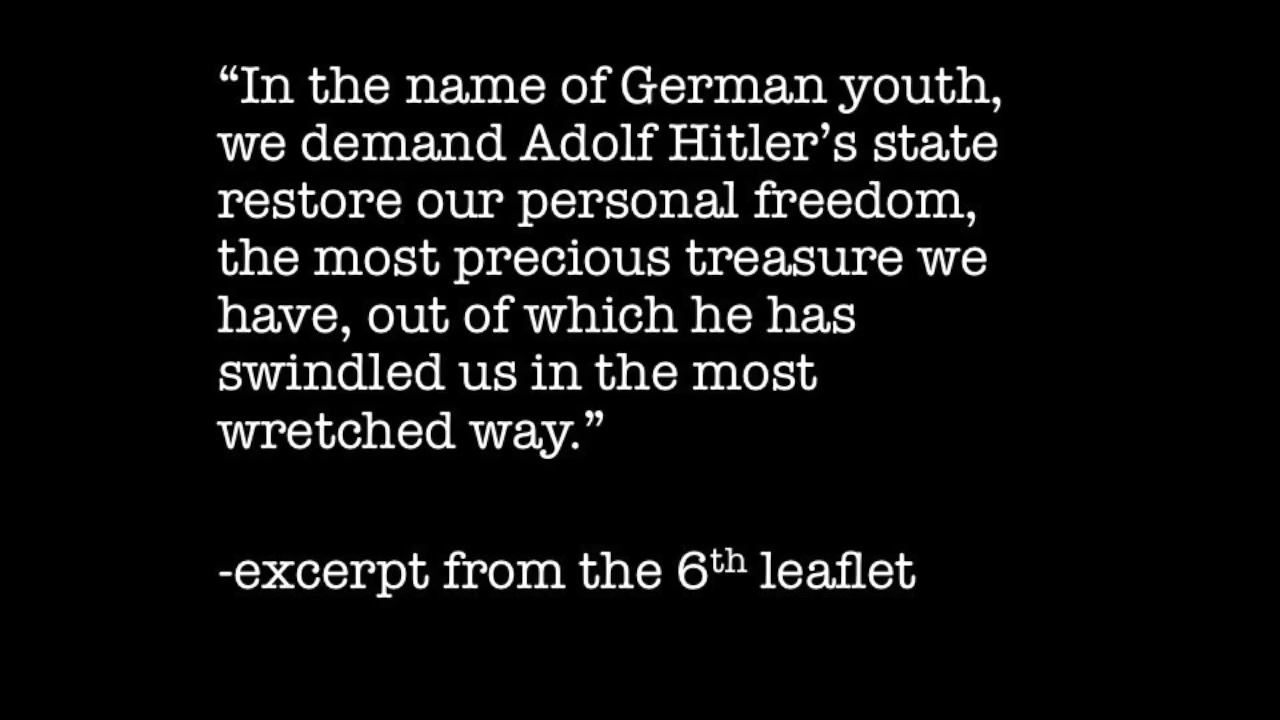 “In the name of German youth,
we demand Adolf Hitler’s state
restore our personal freedom,
the most precious treasure we
have, out of which he has
swindled us in the most
wretched way.”
-excerpt from the 6th leaflet